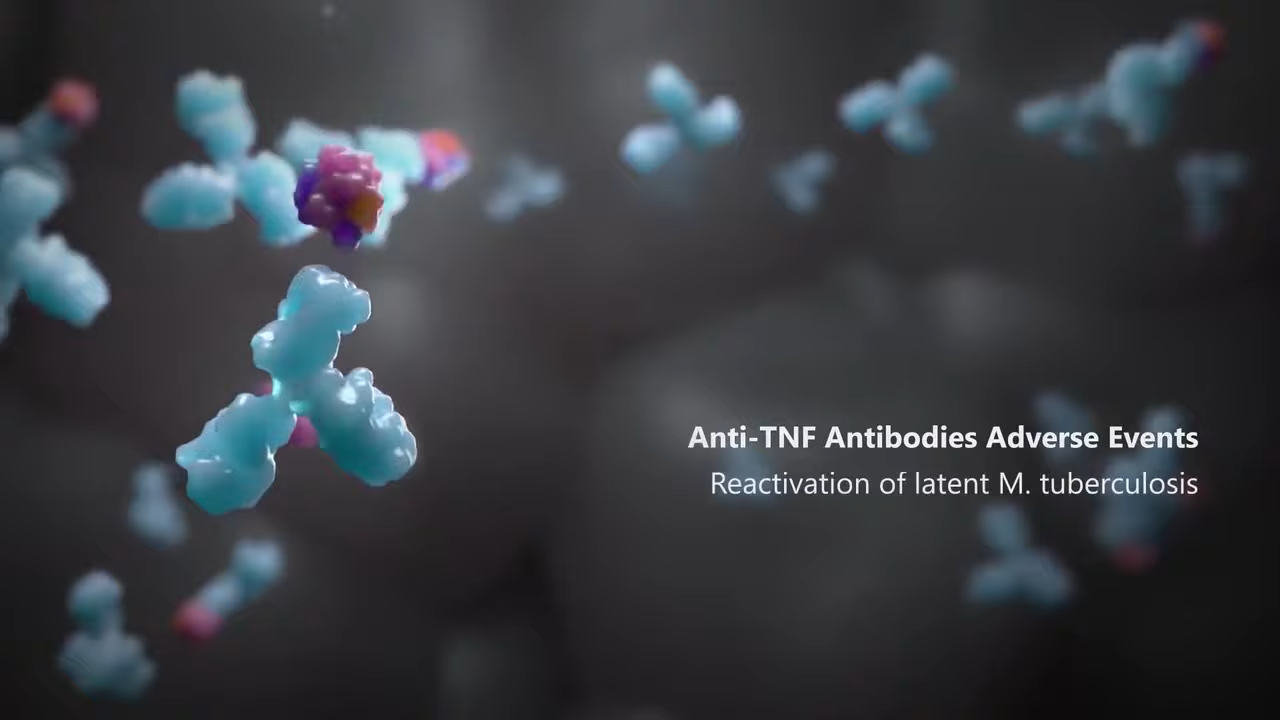 Anti-TNF Antibodies Adverse Events
Reactivation of latent M. tuberculosis